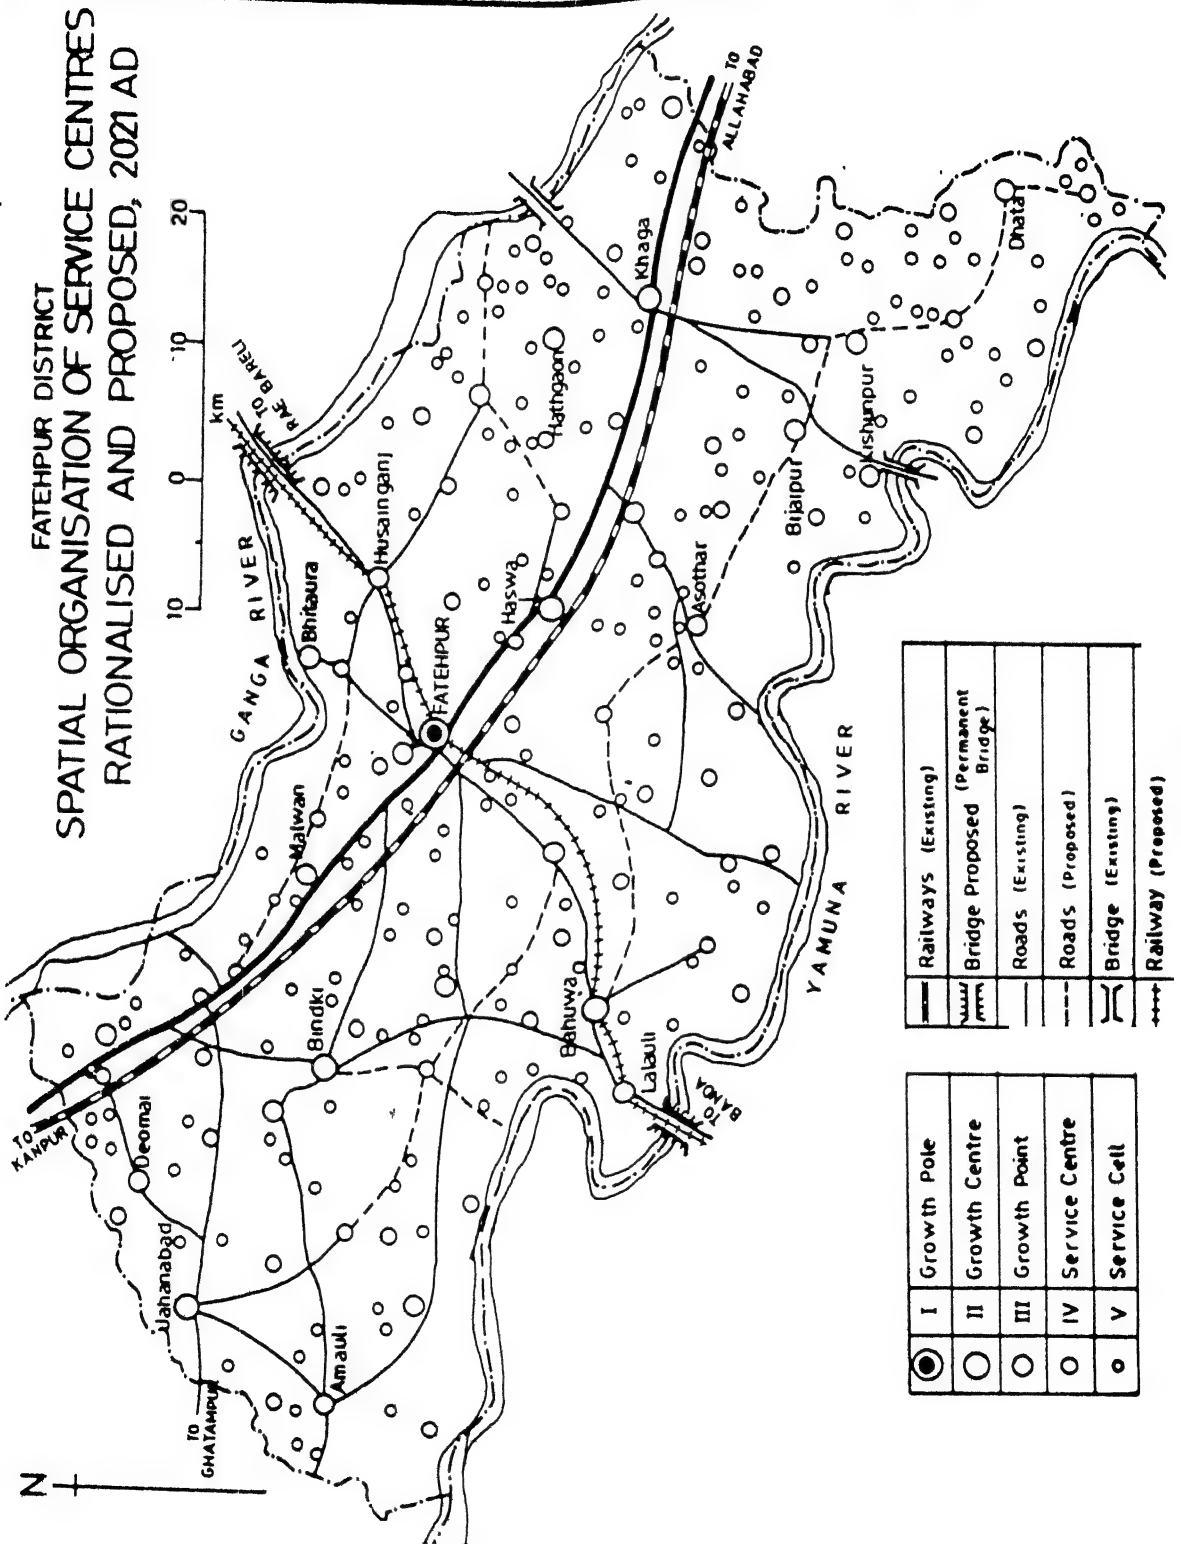 FATEHPUR DISTRICT
SPATIAL ORGANISATION OF SERVICE CENTRES
RATIONALISED AND PROPOSED, 2021 AD
10 0 10 20
km
N
TO
RAE BARELI
GANGA RIVER
Bhitaura
Husainganj
FATEHPUR
Haswa
Hathgaon
Khaga
TO
ALLAHABAD
Dhata
Kishunpur
Bijaipur
Asothar
Malwan
TO
KANPUR
Deomai
Bindki
Jahanabad
Amauli
TO
GHATAMPUR
Bahuwa
Lalauli
TO
BANDA
YAMUNA RIVER
I Growth Pole
II Growth Centre
III Growth Point
IV Service Centre
V Service Cell
Railways (Existing)
Bridge Proposed (Permanent
Bridge)
Roads (Existing)
Roads (Proposed)
Bridge (Existing)
Railway (Proposed)